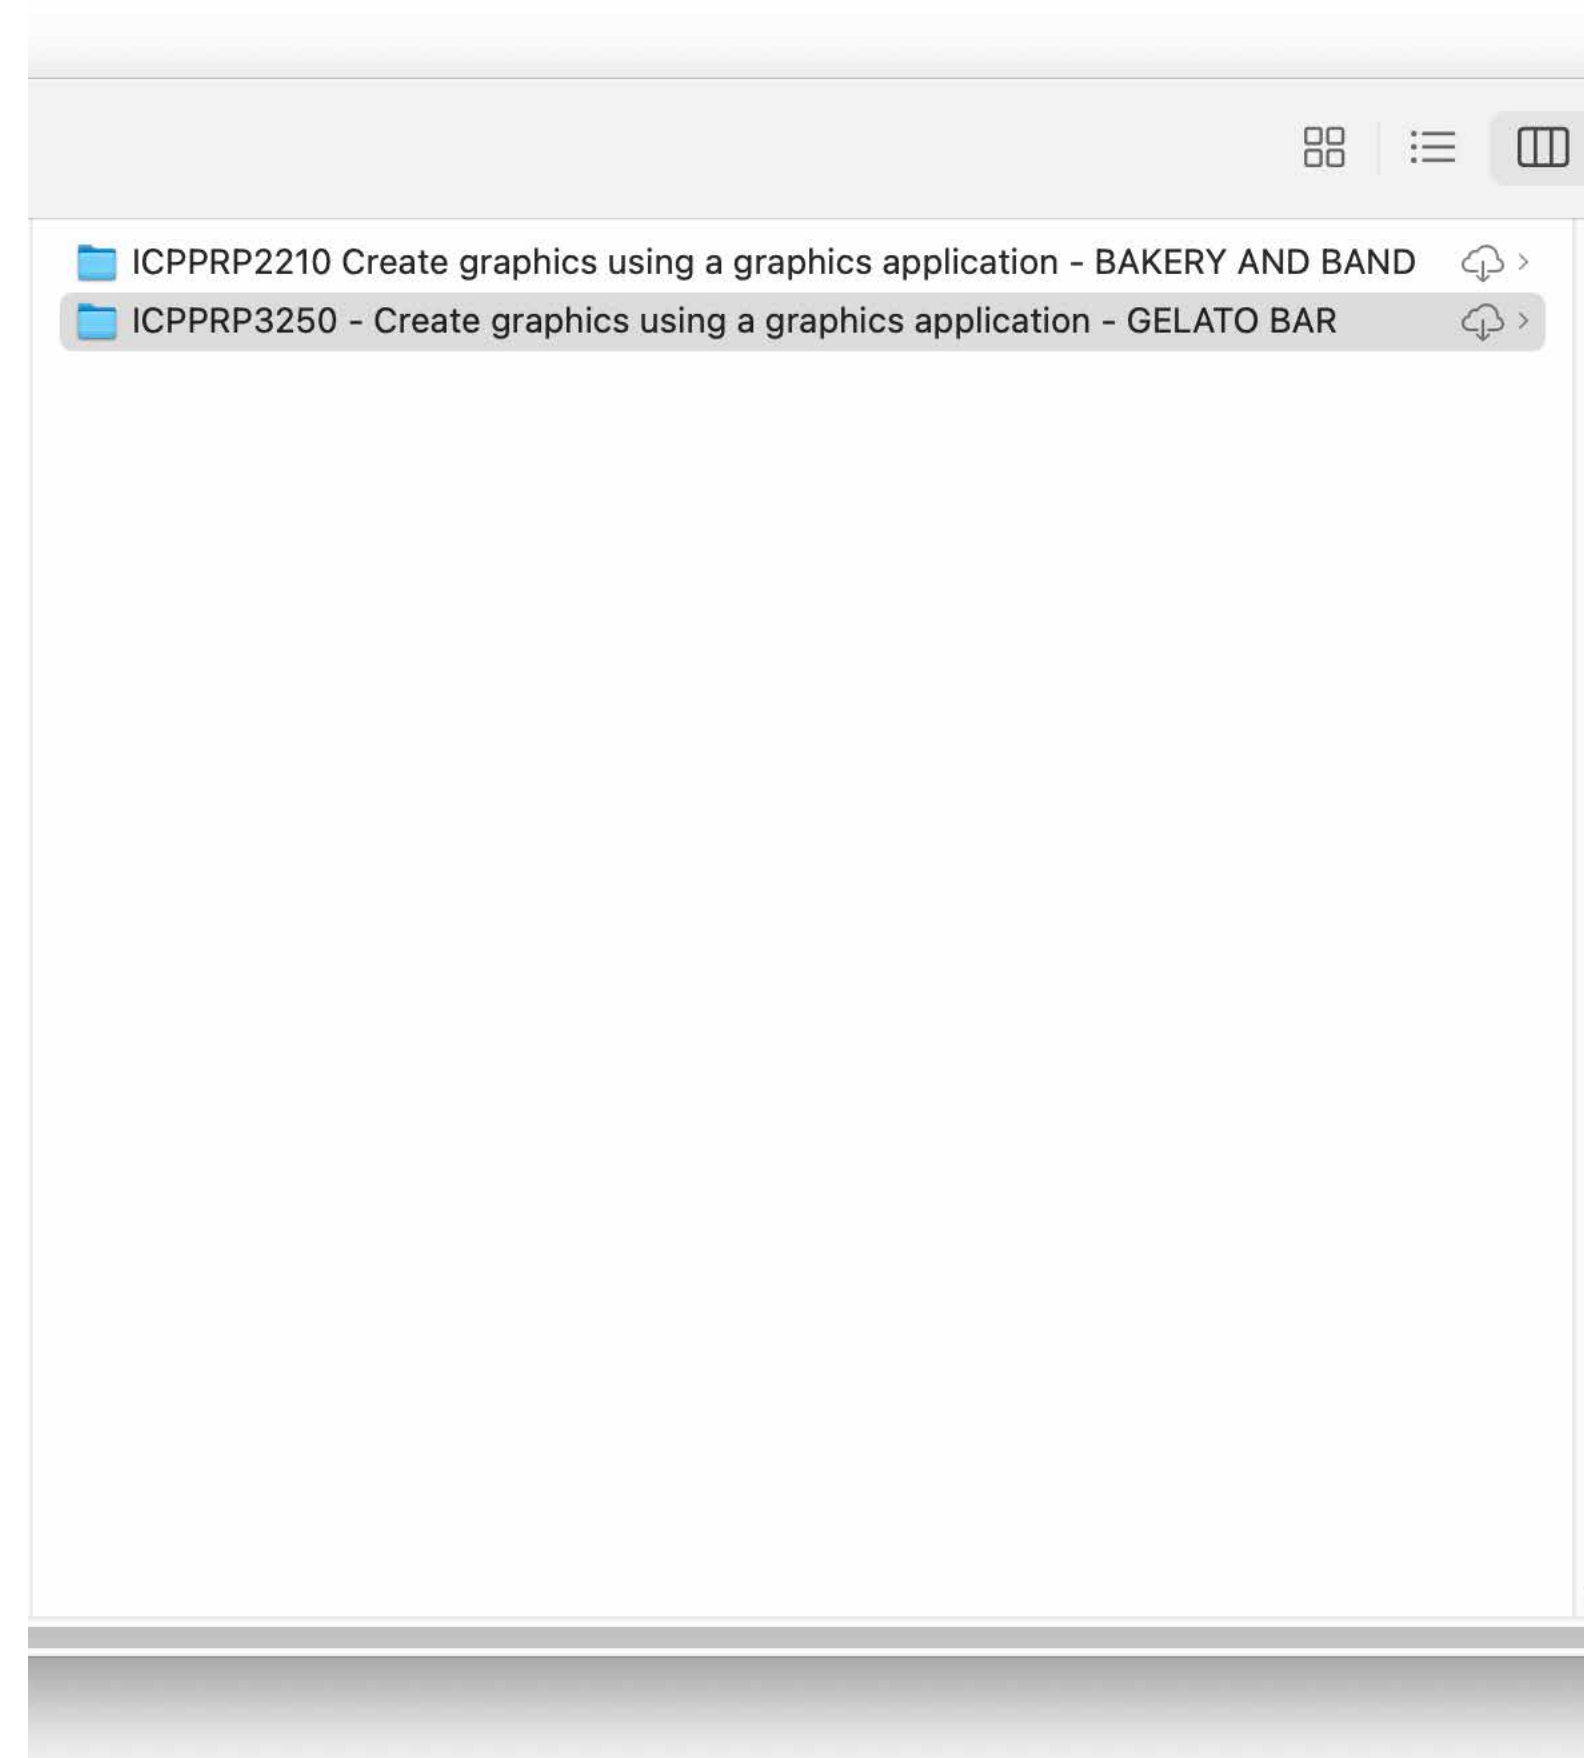 ICPPRP2210 Create graphics using a graphics application - BAKERY AND BAND
ICPPRP3250 - Create graphics using a graphics application - GELATO BAR